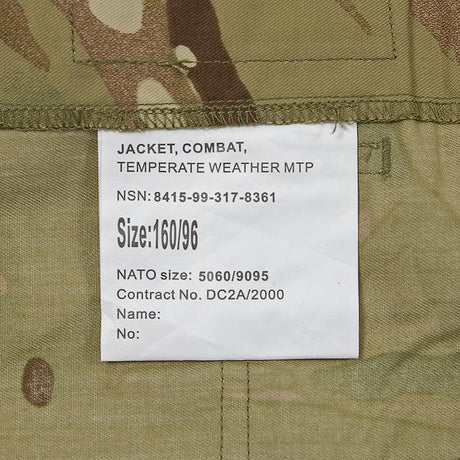 JACKET, COMBAT,
TEMPERATE WEATHER MTP
NSN: 8415-99-317-8361
Size:160/96
NATO size: 5060/9095
Contract No. DC2A/2000
Name:
No: